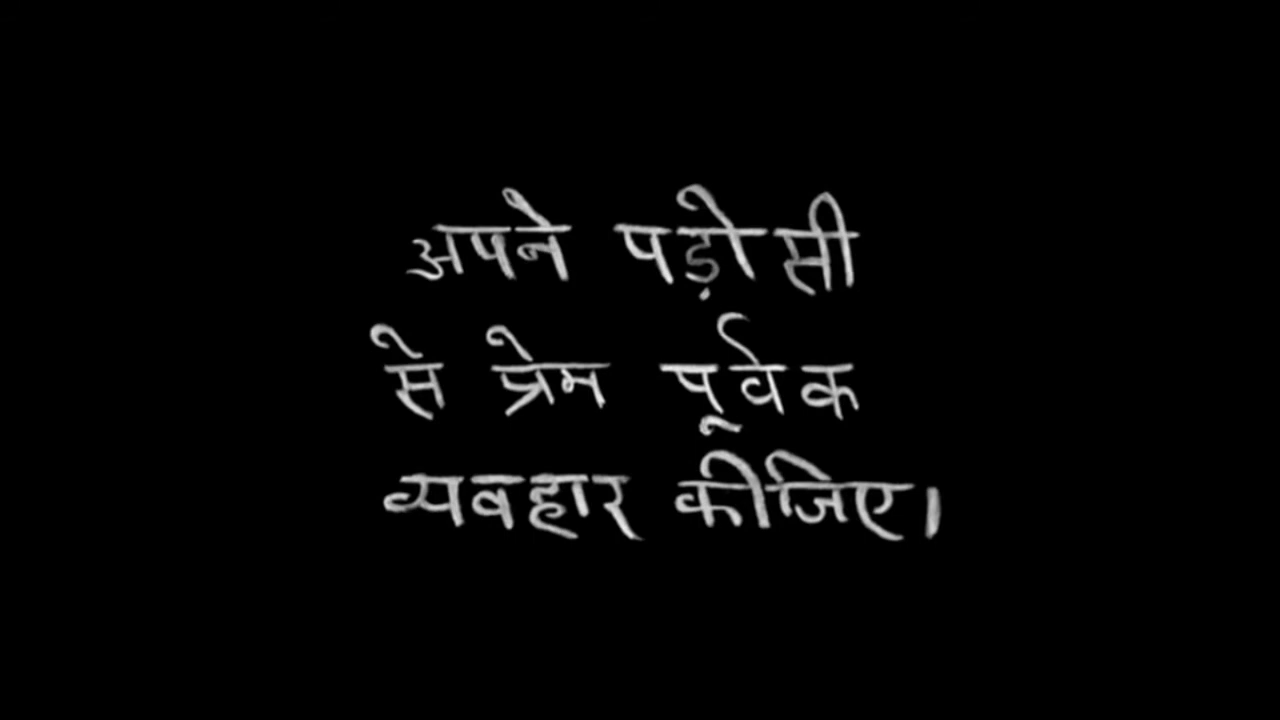 अपने पड़ोसी
से प्रेम पूर्वक
व्यवहार कीजिए।